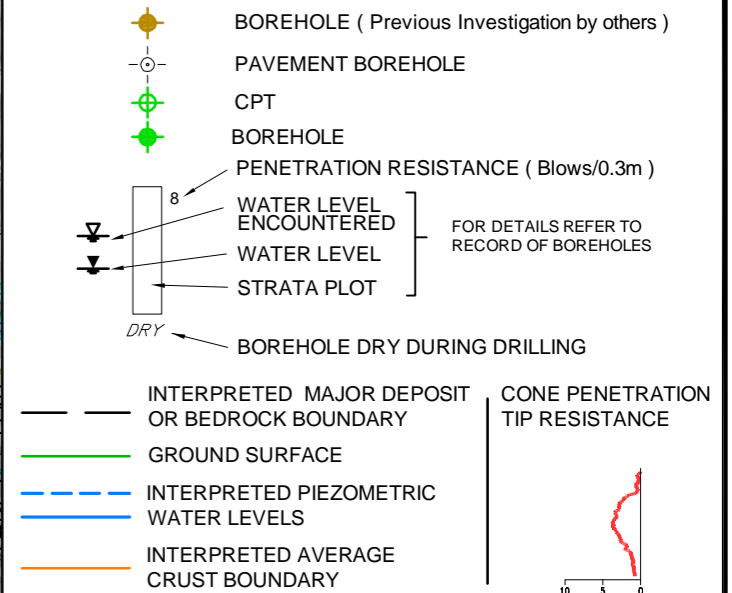 BOREHOLE ( Previous Investigation by others )
PAVEMENT BOREHOLE
CPT
BOREHOLE
PENETRATION RESISTANCE ( Blows/0.3m )
8
WATER LEVEL
ENCOUNTERED
FOR DETAILS REFER TO
RECORD OF BOREHOLES
WATER LEVEL
STRATA PLOT
DRY
BOREHOLE DRY DURING DRILLING
INTERPRETED MAJOR DEPOSIT
OR BEDROCK BOUNDARY
CONE PENETRATION
TIP RESISTANCE
GROUND SURFACE
INTERPRETED PIEZOMETRIC
WATER LEVELS
INTERPRETED AVERAGE
CRUST BOUNDARY
10 5 0